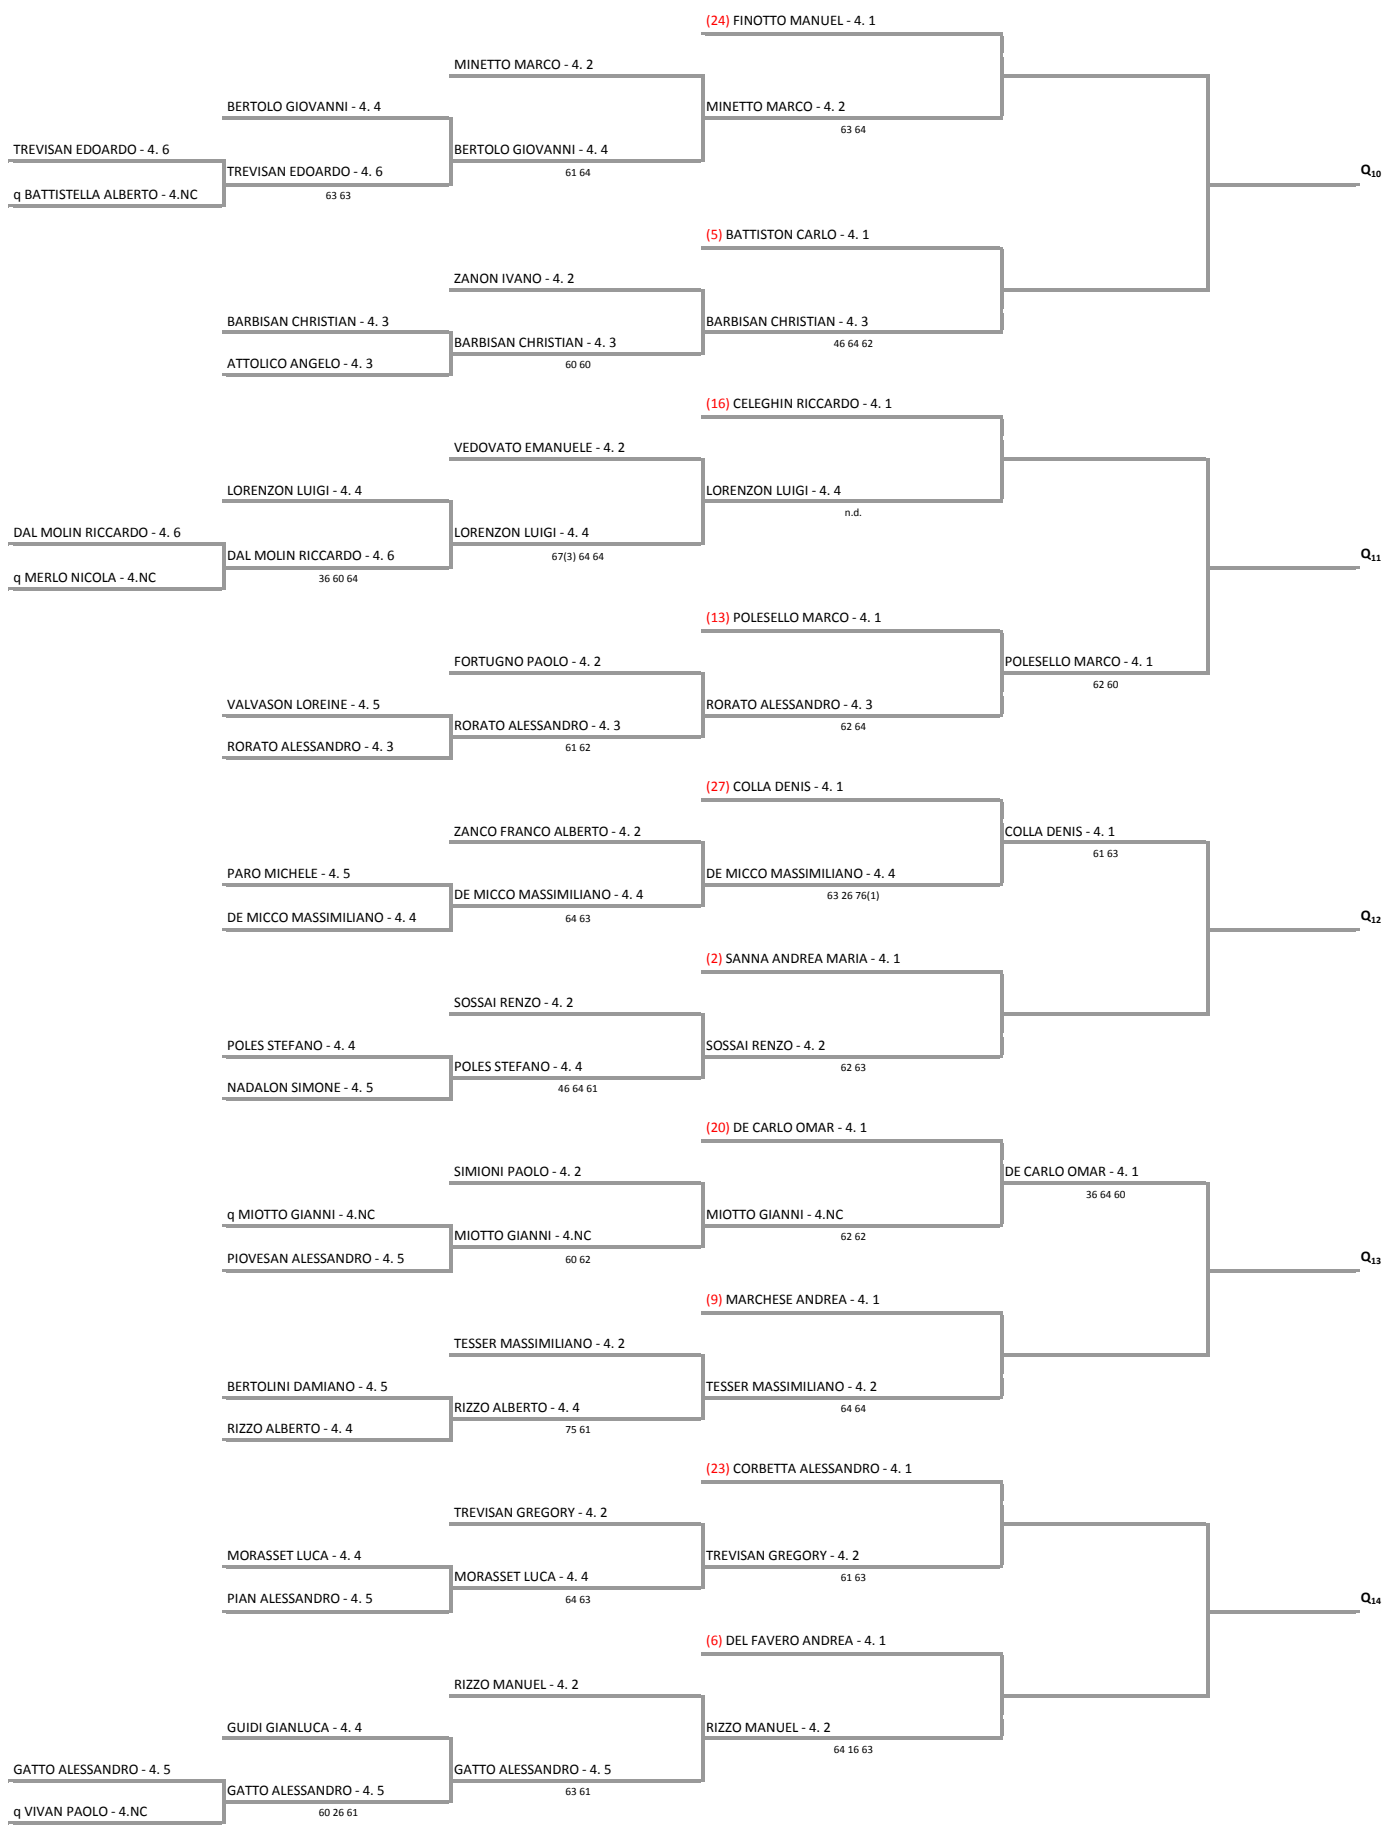 (24) FINOTTO MANUEL - 4. 1
MINETTO MARCO - 4. 2
BERTOLO GIOVANNI - 4. 4
MINETTO MARCO - 4. 2
63 64
TREVISAN EDOARDO - 4. 6
BERTOLO GIOVANNI - 4. 4
61 64
TREVISAN EDOARDO - 4. 6
63 63
q BATTISTELLA ALBERTO - 4.NC
Q10
(5) BATTISTON CARLO - 4. 1
ZANON IVANO - 4. 2
BARBISAN CHRISTIAN - 4. 3
BARBISAN CHRISTIAN - 4. 3
46 64 62
BARBISAN CHRISTIAN - 4. 3
60 60
ATTOLICO ANGELO - 4. 3
(16) CELEGHIN RICCARDO - 4. 1
VEDOVATO EMANUELE - 4. 2
LORENZON LUIGI - 4. 4
LORENZON LUIGI - 4. 4
n.d.
DAL MOLIN RICCARDO - 4. 6
LORENZON LUIGI - 4. 4
67(3) 64 64
DAL MOLIN RICCARDO - 4. 6
36 60 64
q MERLO NICOLA - 4.NC
Q11
(13) POLESELLO MARCO - 4. 1
FORTUGNO PAOLO - 4. 2
POLESELLO MARCO - 4. 1
62 60
VALVASON LOREINE - 4. 5
RORATO ALESSANDRO - 4. 3
62 64
RORATO ALESSANDRO - 4. 3
61 62
RORATO ALESSANDRO - 4. 3
(27) COLLA DENIS - 4. 1
ZANCO FRANCO ALBERTO - 4. 2
COLLA DENIS - 4. 1
61 63
PARO MICHELE - 4. 5
DE MICCO MASSIMILIANO - 4. 4
63 26 76(1)
DE MICCO MASSIMILIANO - 4. 4
64 63
DE MICCO MASSIMILIANO - 4. 4
Q12
(2) SANNA ANDREA MARIA - 4. 1
SOSSAI RENZO - 4. 2
POLES STEFANO - 4. 4
SOSSAI RENZO - 4. 2
62 63
POLES STEFANO - 4. 4
46 64 61
NADALON SIMONE - 4. 5
(20) DE CARLO OMAR - 4. 1
SIMIONI PAOLO - 4. 2
DE CARLO OMAR - 4. 1
36 64 60
q MIOTTO GIANNI - 4.NC
MIOTTO GIANNI - 4.NC
62 62
MIOTTO GIANNI - 4.NC
60 62
PIOVESAN ALESSANDRO - 4. 5
Q13
(9) MARCHESE ANDREA - 4. 1
TESSER MASSIMILIANO - 4. 2
BERTOLINI DAMIANO - 4. 5
TESSER MASSIMILIANO - 4. 2
64 64
RIZZO ALBERTO - 4. 4
75 61
RIZZO ALBERTO - 4. 4
(23) CORBETTA ALESSANDRO - 4. 1
TREVISAN GREGORY - 4. 2
MORASSET LUCA - 4. 4
TREVISAN GREGORY - 4. 2
61 63
MORASSET LUCA - 4. 4
64 63
PIAN ALESSANDRO - 4. 5
Q14
(6) DEL FAVERO ANDREA - 4. 1
RIZZO MANUEL - 4. 2
GUIDI GIANLUCA - 4. 4
RIZZO MANUEL - 4. 2
64 16 63
GATTO ALESSANDRO - 4. 5
GATTO ALESSANDRO - 4. 5
63 61
GATTO ALESSANDRO - 4. 5
60 26 61
q VIVAN PAOLO - 4.NC